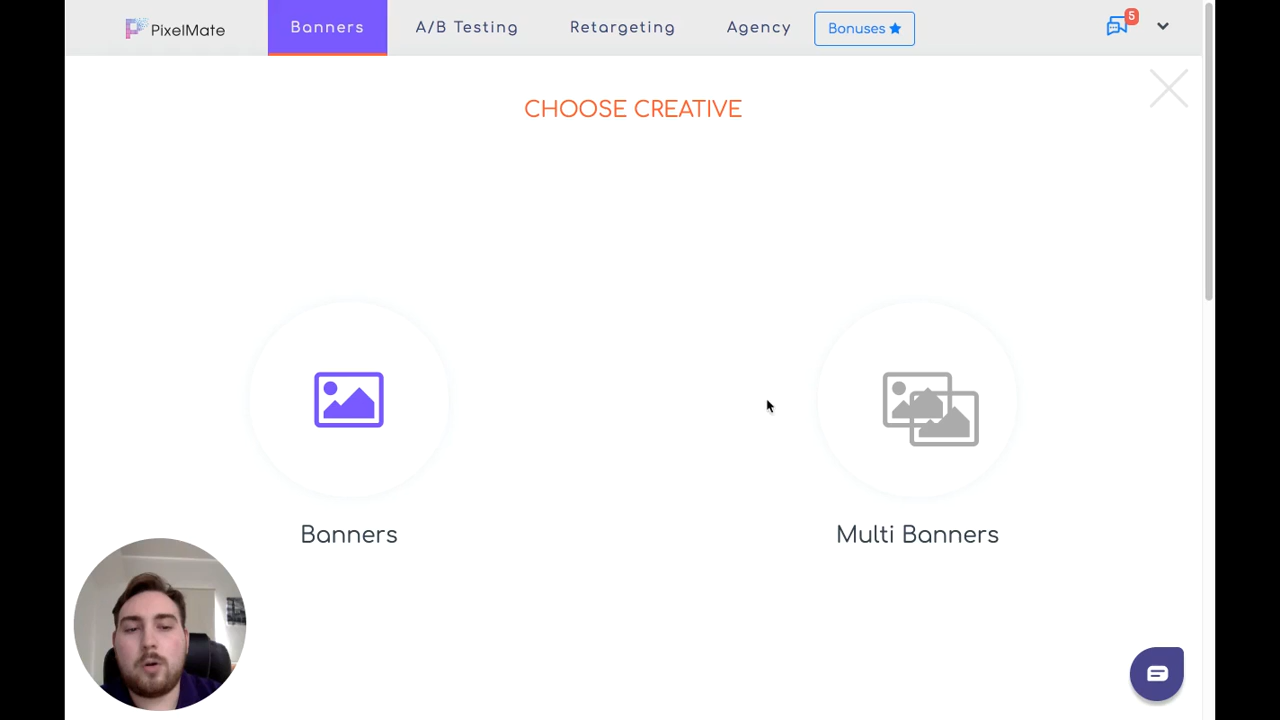 PixelMate
Banners
A/B Testing
Retargeting
Agency
Bonuses
5
CHOOSE CREATIVE
Banners
Multi Banners